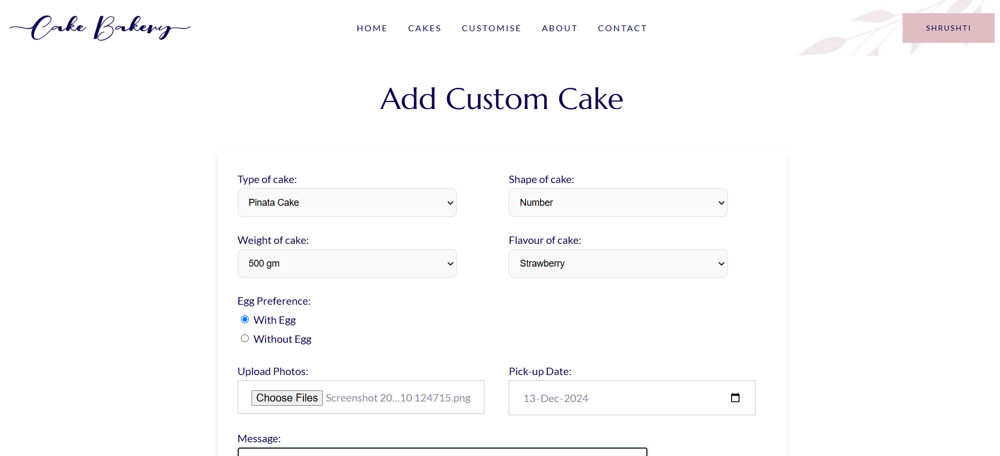 Cake Bakery
HOME CAKES CUSTOMISE ABOUT CONTACT
SHRUSHTI
Add Custom Cake
Type of cake:
Pinata Cake
Shape of cake:
Number
Weight of cake:
500 gm
Flavour of cake:
Strawberry
Egg Preference:
With Egg
Without Egg
Upload Photos:
Choose Files Screenshot 20...10 124715.png
Pick-up Date:
13-Dec-2024
Message: